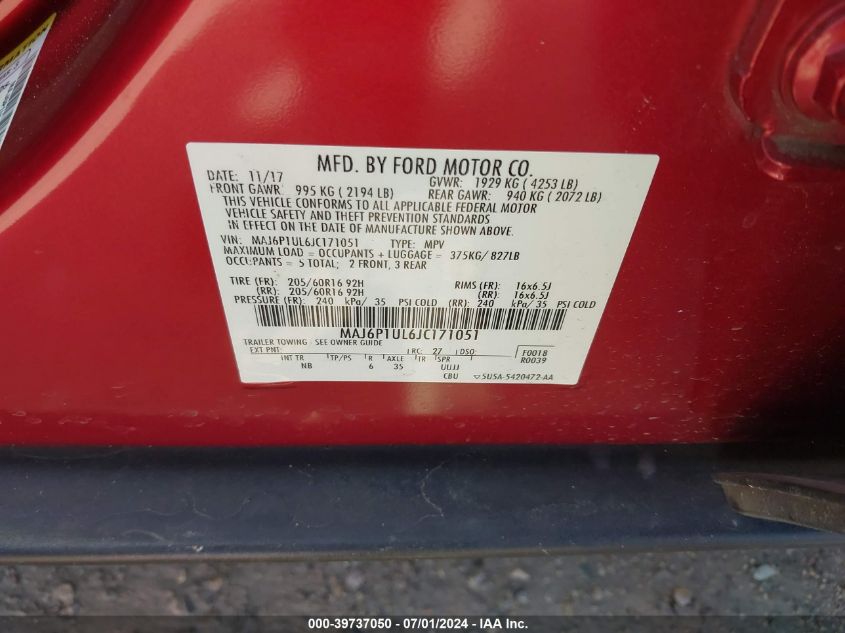 MFD. BY FORD MOTOR CO.
DATE: 11/17 GVWR: 1929 KG ( 4253 LB)
FRONT GAWR: 995 KG ( 2194 LB) REAR GAWR: 940 KG ( 2072 LB)
THIS VEHICLE CONFORMS TO ALL APPLICABLE FEDERAL MOTOR
VEHICLE SAFETY AND THEFT PREVENTION STANDARDS
IN EFFECT ON THE DATE OF MANUFACTURE SHOWN ABOVE.
VIN: MAJ6P1UL6JC171051 TYPE: MPV
MAXIMUM LOAD = OCCUPANTS + LUGGAGE = 375KG/ 827LB
OCCUPANTS = 5 TOTAL; 2 FRONT, 3 REAR
TIRE (FR): 205/60R16 92H RIMS (FR): 16x6.5J
(RR): 205/60R16 92H (RR): 16x6.5J
PRESSURE (FR): 240 kPa/ 35 PSI COLD (RR): 240 kPa/ 35 PSI COLD
MAJ6P1UL6JC171051
TRAILER TOWING - SEE OWNER GUIDE
EXT PNT: RC: 27 DSO: F0018
INT TR TP/PS R AXLE TR SPR R0039
NB 6 35 UUJJ
CBU 5U5A-5420472-AA
000-39737050 - 07/01/2024 - © IAA Inc.